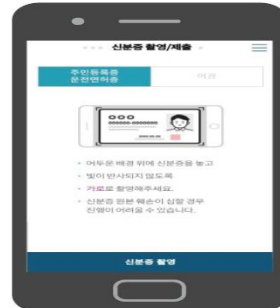 신분증 촬영/제출
주민등록증
운전면허증
여권
어두운 배경 위에 신분증을 놓고
빛이 반사되지 않도록
가로로 촬영해주세요.
신분증 원본 훼손이 심할 경우
진행이 어려울 수 있습니다.
신분증 촬영